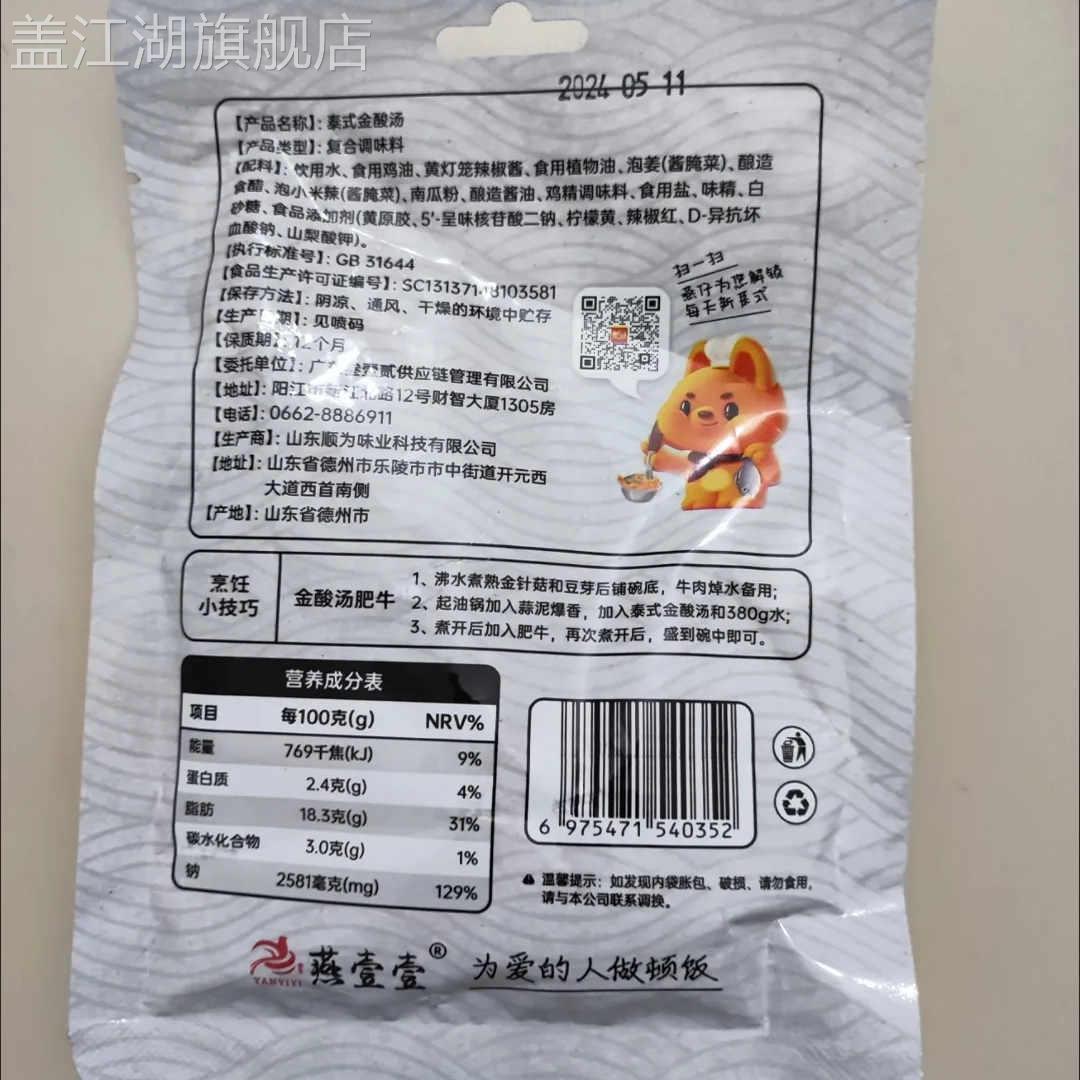 盖江湖旗舰店
2024 05 11
【产品名称】：泰式金酸汤
【产品类型】：复合调味料
【配料】：饮用水、食用鸡油、黄灯笼辣椒酱、食用植物油、泡姜(酱腌菜)、酿造
食醋、泡小米辣(酱腌菜)、南瓜粉、酿造酱油、鸡精调味料、食用盐、味精、白
砂糖、食品添加剂(黄原胶、5'-呈味核苷酸二钠、柠檬黄、辣椒红、D-异抗坏
血酸钠、山梨酸钾)。
【执行标准号】：GB 31644
【食品生产许可证编号】：SC13137148103581
【保存方法】：阴凉、通风、干燥的环境中贮存
【生产日期】：见喷码
【保质期】：12个月
【委托单位】：广 贰供应链管理有限公司
【地址】：阳江市 路12号财智大厦1305房
【电话】：0662-8886911
【生产商】：山东顺为味业科技有限公司
【地址】：山东省德州市乐陵市市中街道开元西
大道西首南侧
【产地】：山东省德州市
扫一扫
燕仔为您解锁
每天新菜式
烹饪
小技巧
金酸汤肥牛
1、沸水煮熟金针菇和豆芽后铺碗底，牛肉焯水备用；
2、起油锅加入蒜泥爆香，加入泰式金酸汤和380g水；
3、煮开后加入肥牛，再次煮开后，盛到碗中即可。
营养成分表
项目 每100克(g) NRV%
能量 769千焦(kJ) 9%
蛋白质 2.4克(g) 4%
脂肪 18.3克(g) 31%
碳水化合物 3.0克(g) 1%
钠 2581毫克(mg) 129%
6 975471 540352
温馨提示：如发现内袋胀包、破损、请勿食用，
请与本公司联系调换。
YANYIYI 燕壹壹® 为爱的人做顿饭